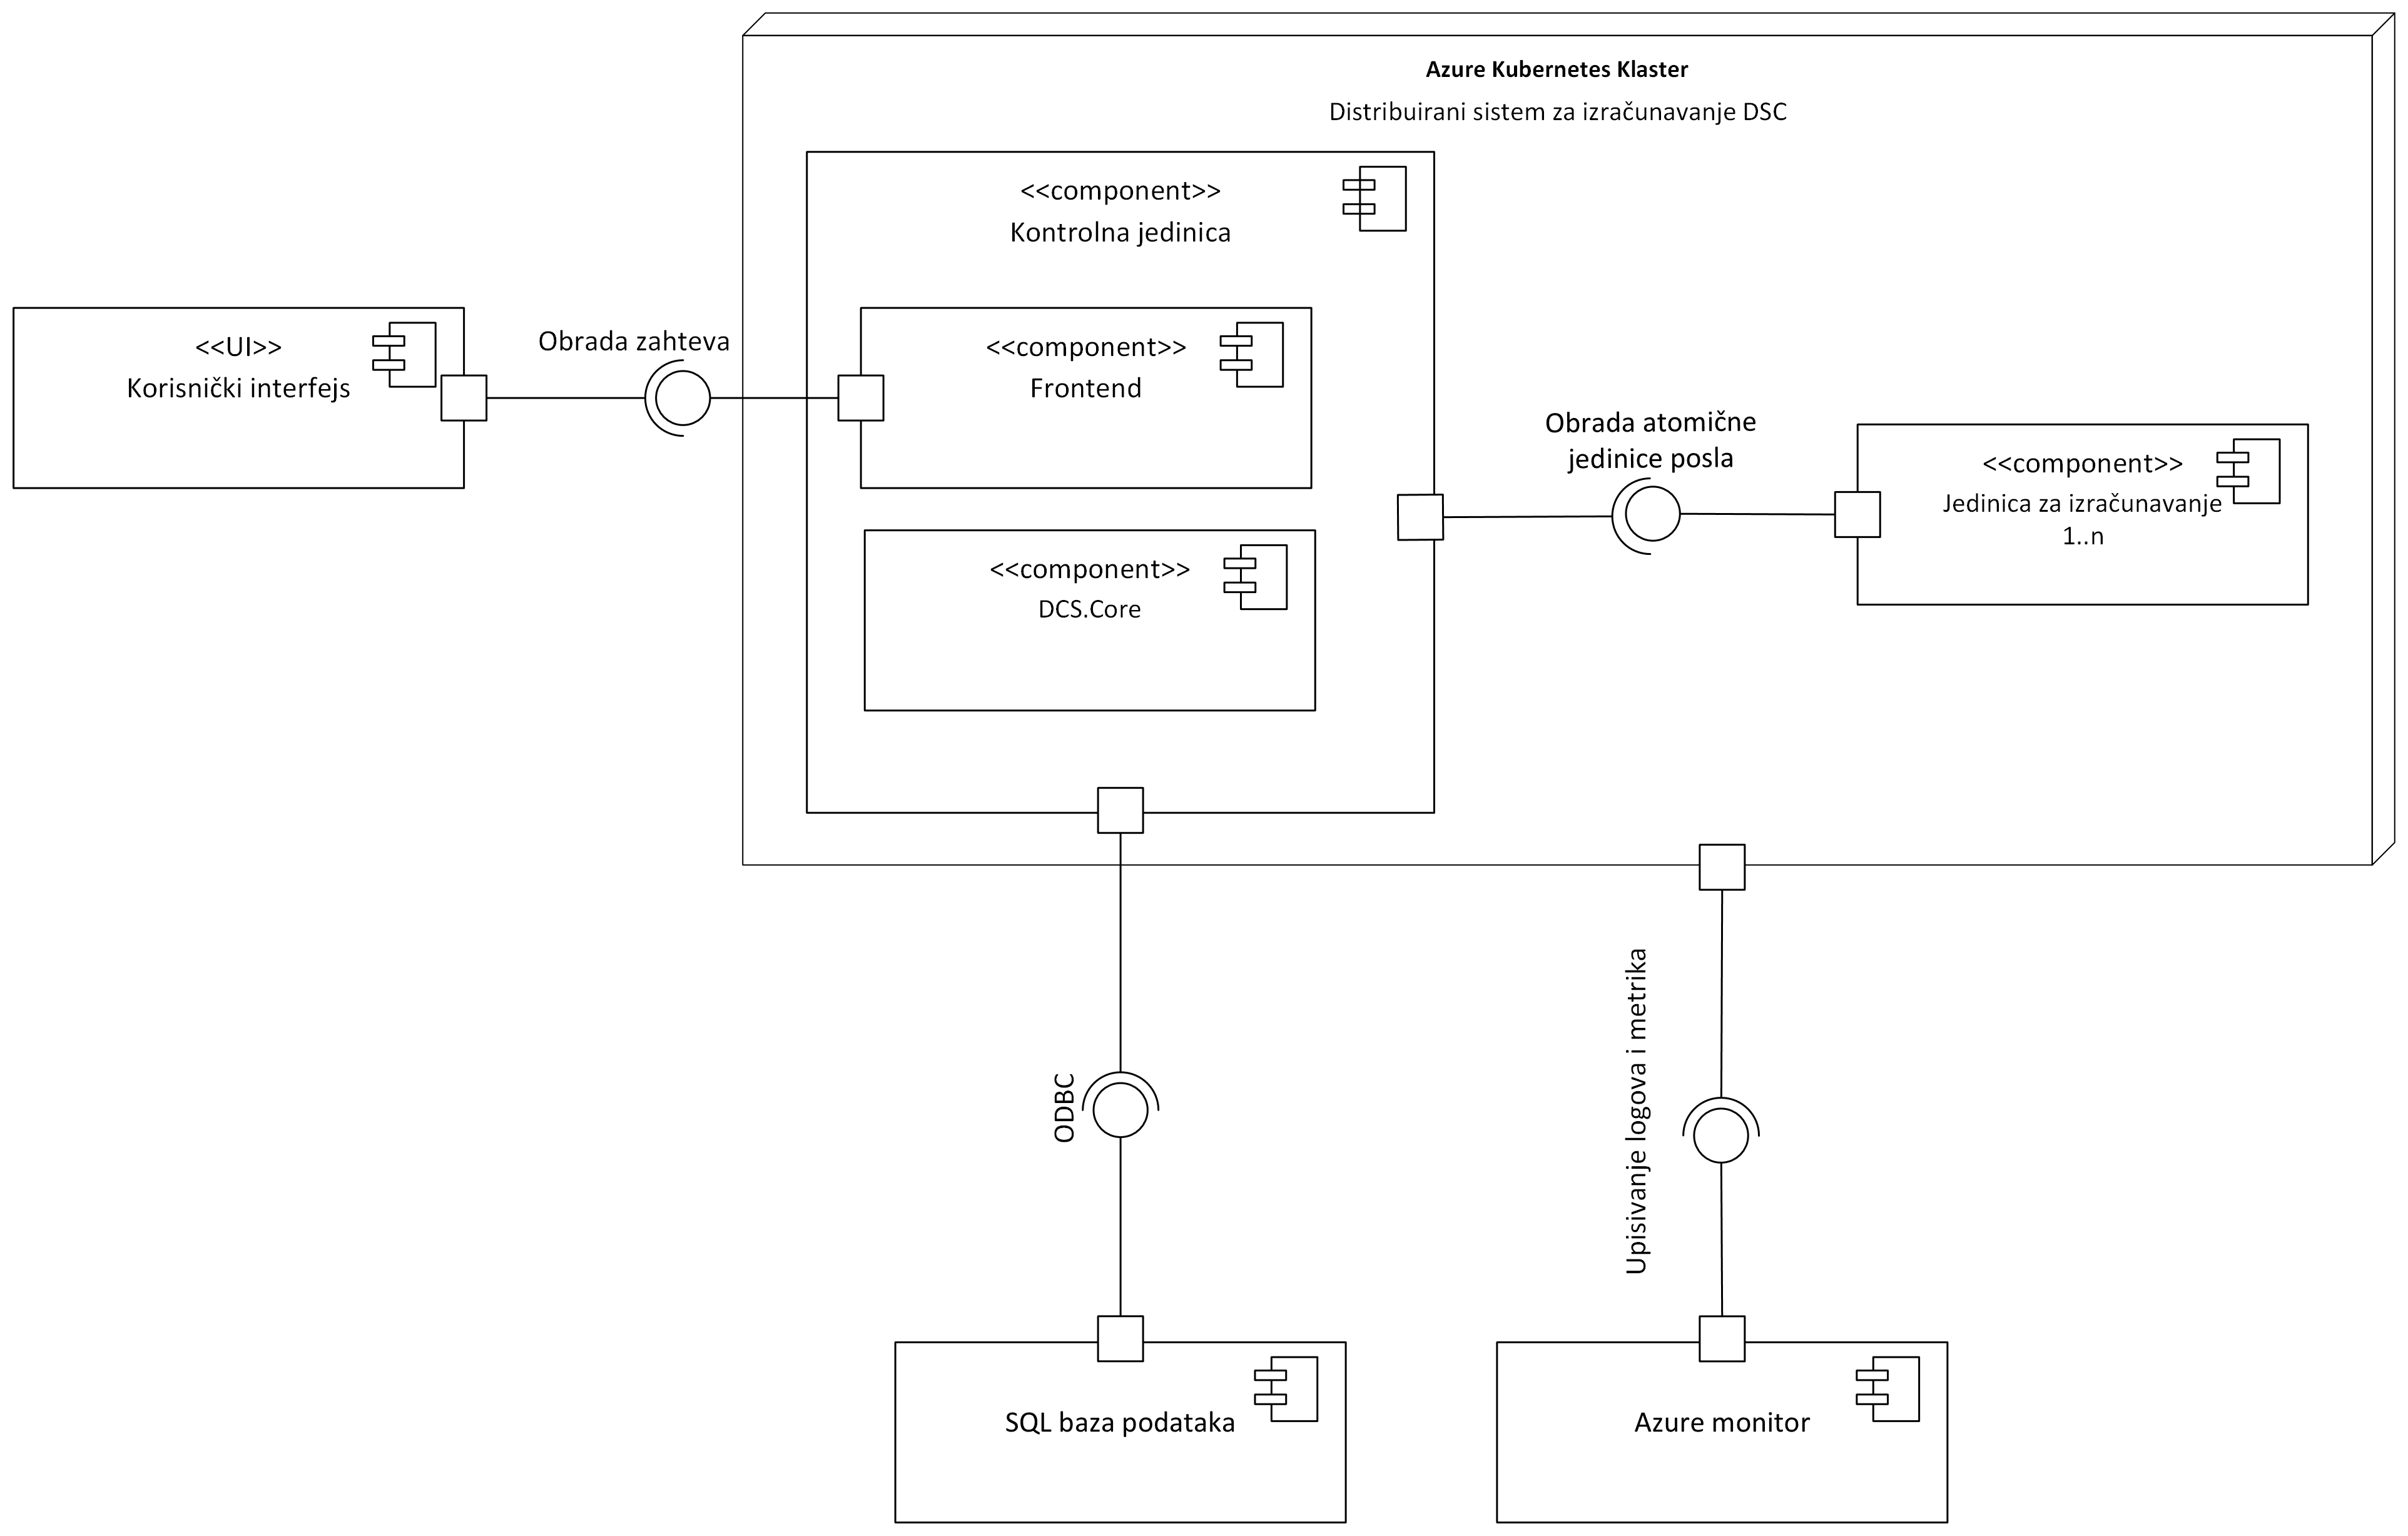 Azure Kubernetes Klaster
Distribuirani sistem za izračunavanje DSC
<<component>>
Kontrolna jedinica
<<UI>>
Korisnički interfejs
Obrada zahteva
<<component>>
Frontend
Obrada atomične
jedinice posla
<<component>>
Jedinica za izračunavanje
1..n
<<component>>
DCS.Core
ODBC
Upisivanje logova i metrika
SQL baza podataka
Azure monitor